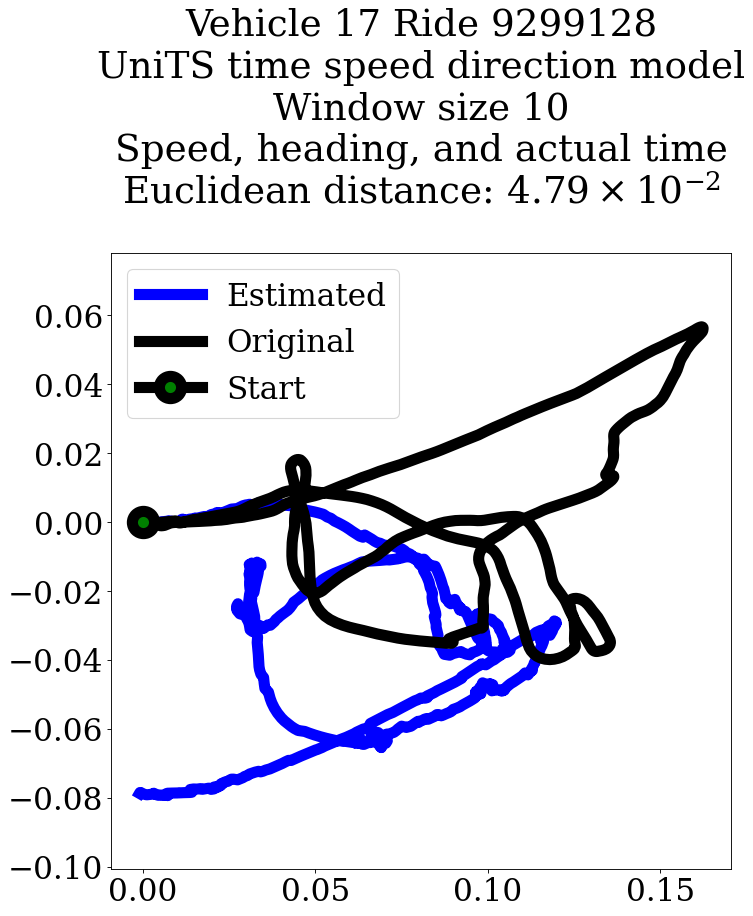 Vehicle 17 Ride 9299128
UniTS time speed direction model
Window size 10
Speed, heading, and actual time
Euclidean distance: 4.79 × 10⁻²
Estimated
Original
Start
0.06
0.04
0.02
0.00
−0.02
−0.04
−0.06
−0.08
−0.10
0.00 0.05 0.10 0.15